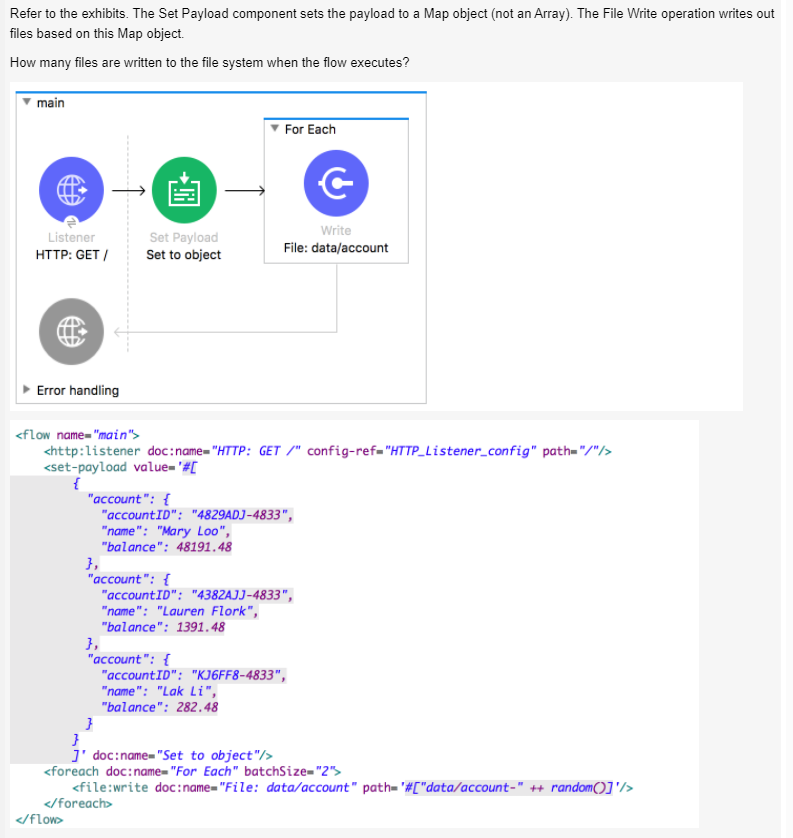 Refer to the exhibits. The Set Payload component sets the payload to a Map object (not an Array). The File Write operation writes out
files based on this Map object.
How many files are written to the file system when the flow executes?
main
For Each
Listener
HTTP: GET /
Set Payload
Set to object
Write
File: data/account
Error handling
<flow name="main">
<http:listener doc:name="HTTP: GET /" config-ref="HTTP_Listener_config" path="/"/>
<set-payload value='#[
{
"account": {
"accountID": "4829ADJ-4833",
"name": "Mary Loo",
"balance": 48191.48
},
"account": {
"accountID": "4382AJJ-4833",
"name": "Lauren Flork",
"balance": 1391.48
},
"account": {
"accountID": "KJ6FF8-4833",
"name": "Lak Li",
"balance": 282.48
}
}
]' doc:name="Set to object"/>
<foreach doc:name="For Each" batchSize="2">
<file:write doc:name="File: data/account" path='#["data/account-" ++ random()]'/>
</foreach>
</flow>